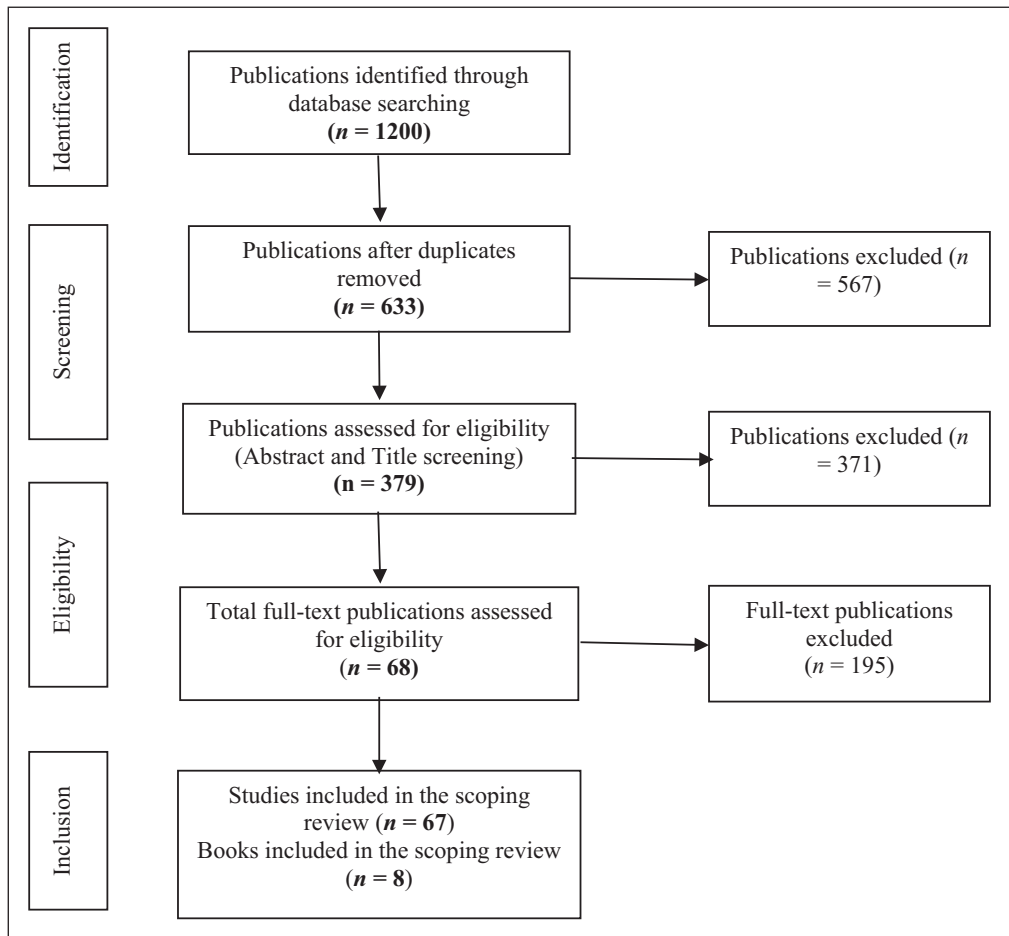 Identification
Publications identified through
database searching
(n = 1200)
Screening
Publications after duplicates
removed
(n = 633)
Publications excluded (n
= 567)
Publications assessed for eligibility
(Abstract and Title screening)
(n = 379)
Publications excluded (n
= 371)
Eligibility
Total full-text publications assessed
for eligibility
(n = 68)
Full-text publications
excluded
(n = 195)
Inclusion
Studies included in the scoping
review (n = 67)
Books included in the scoping review
(n = 8)